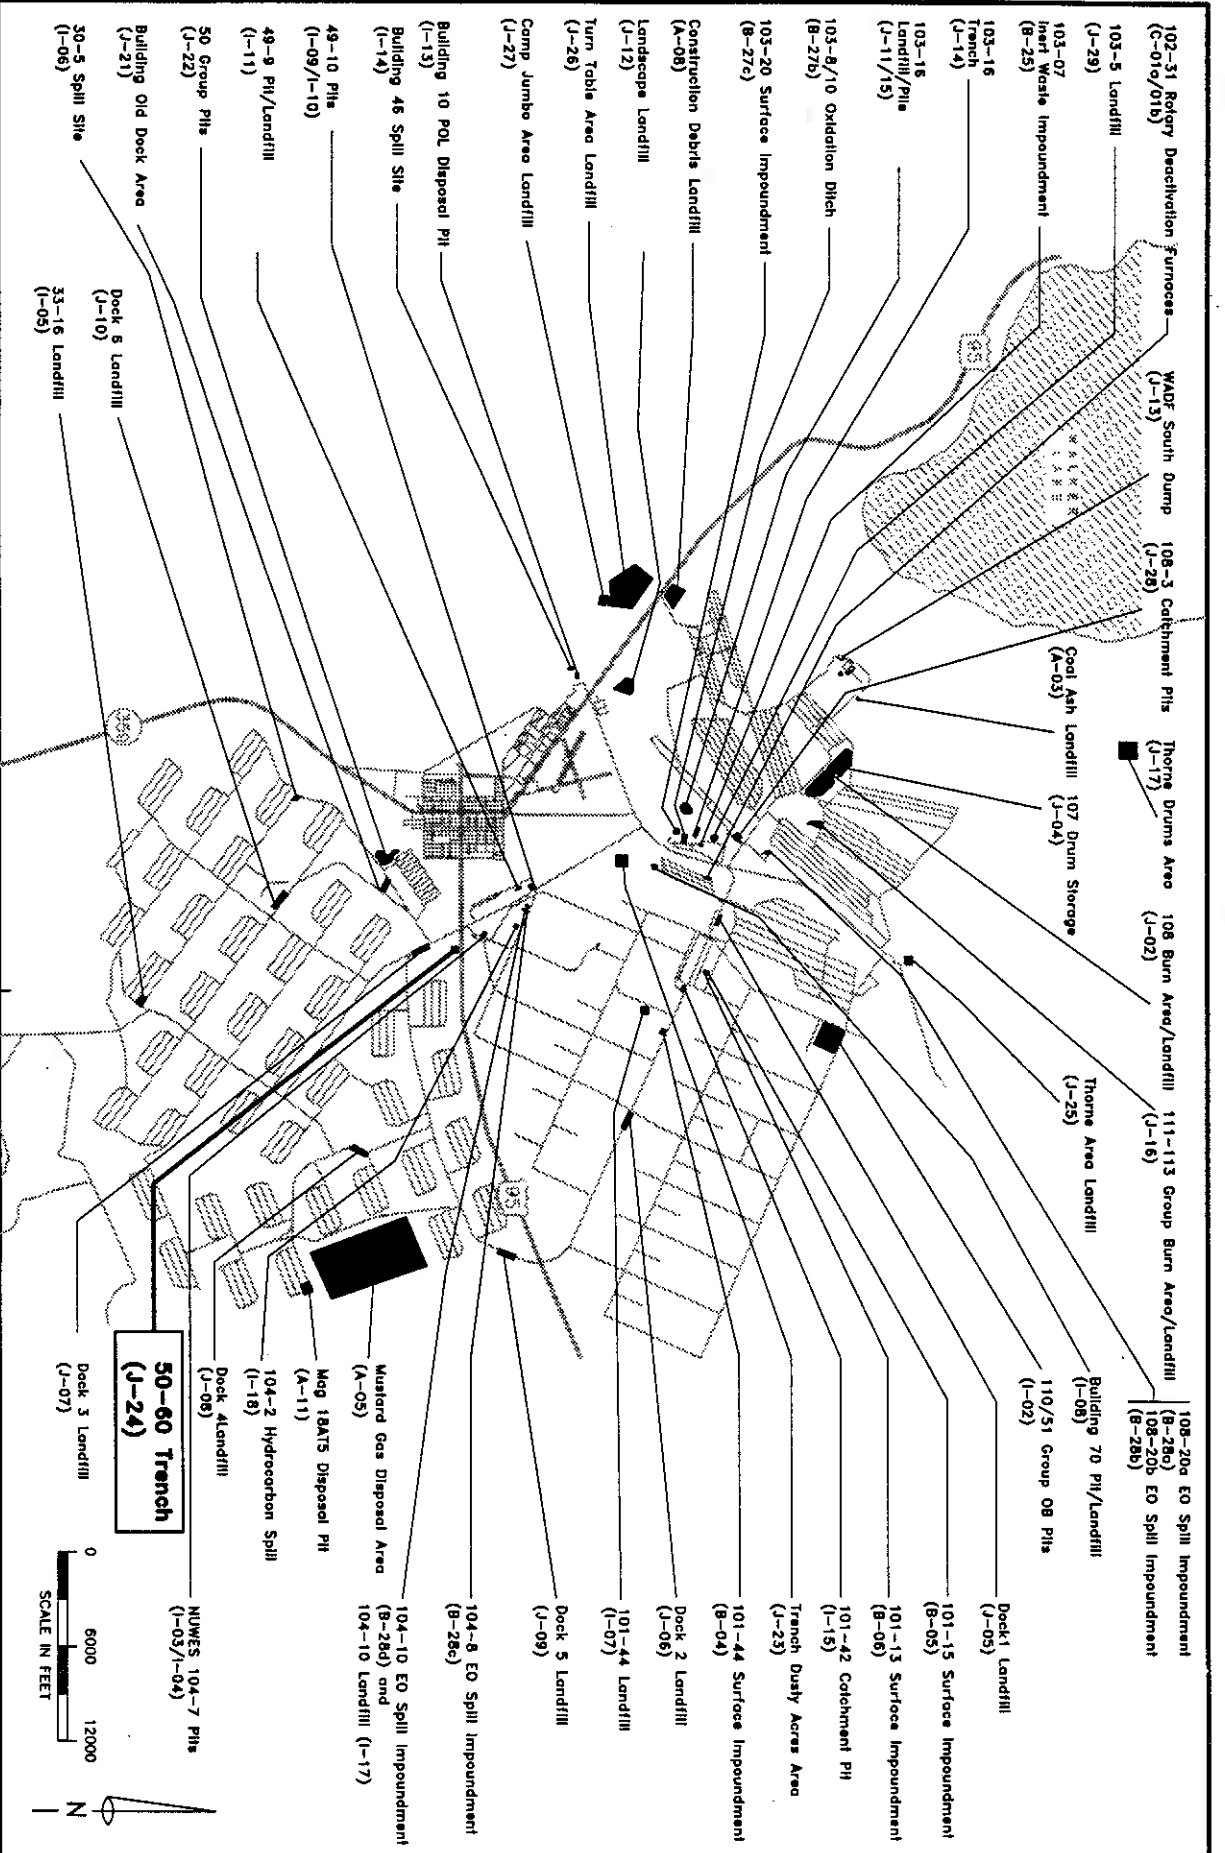 102-31 Rotary Deactivation Furnaces
(C-01a/01b)
103-5 Landfill
(J-29)
103-07
Inert Waste Impoundment
(B-25)
103-16
Trench
(J-14)
103-16
Landfill/Pile
(J-11/15)
103-8/10 Oxidation Ditch
(B-27b)
103-20 Surface Impoundment
(B-27c)
Construction Debris Landfill
(A-08)
Landscape Landfill
(J-12)
Turn Table Area Landfill
(J-26)
Camp Jumbo Area Landfill
(J-27)
Building 10 POL Disposal Pit
(I-13)
Building 46 Spill Site
(I-14)
49-10 Pits
(I-09/I-10)
49-9 Pit/Landfill
(I-11)
50 Group Pits
(J-22)
Building Old Dock Area
(J-21)
30-5 Spill Site
(I-06)
WADF South Dump
(J-13)
108-3 Catchment Pits
(J-28)
Thorne Drums Area
(J-17)
108 Burn Area/Landfill
(J-02)
111-113 Group Burn Area/Landfill
(J-16)
108-20a EO Spill Impoundment
(B-28a)
108-20b EO Spill Impoundment
(B-28b)
Coal Ash Landfill
(A-03)
107 Drum Storage
(J-04)
Thorne Area Landfill
(J-25)
Building 70 Pit/Landfill
(I-08)
110/51 Group OB Pits
(I-02)
Dock1 Landfill
(J-05)
101-15 Surface Impoundment
(B-05)
101-13 Surface Impoundment
(B-06)
101-42 Catchment Pit
(I-15)
Trench Dusty Acres Area
(J-23)
101-44 Surface Impoundment
(B-04)
Dock 2 Landfill
(J-06)
101-44 Landfill
(I-07)
Dock 5 Landfill
(J-09)
104-8 EO Spill Impoundment
(B-28c)
104-10 EO Spill Impoundment
(B-28d) and
104-10 Landfill (I-17)
Mustard Gas Disposal Area
(A-05)
Mag 18AT5 Disposal Pit
(A-11)
104-2 Hydrocarbon Spill
(I-18)
Dock 4Landfill
(J-08)
NUWES 104-7 Pits
(I-03/I-04)
50-60 Trench
(J-24)
Dock 3 Landfill
(J-07)
Dock 6 Landfill
(J-10)
33-16 Landfill
(I-05)
95
95
359
0 6000 12000
SCALE IN FEET
N